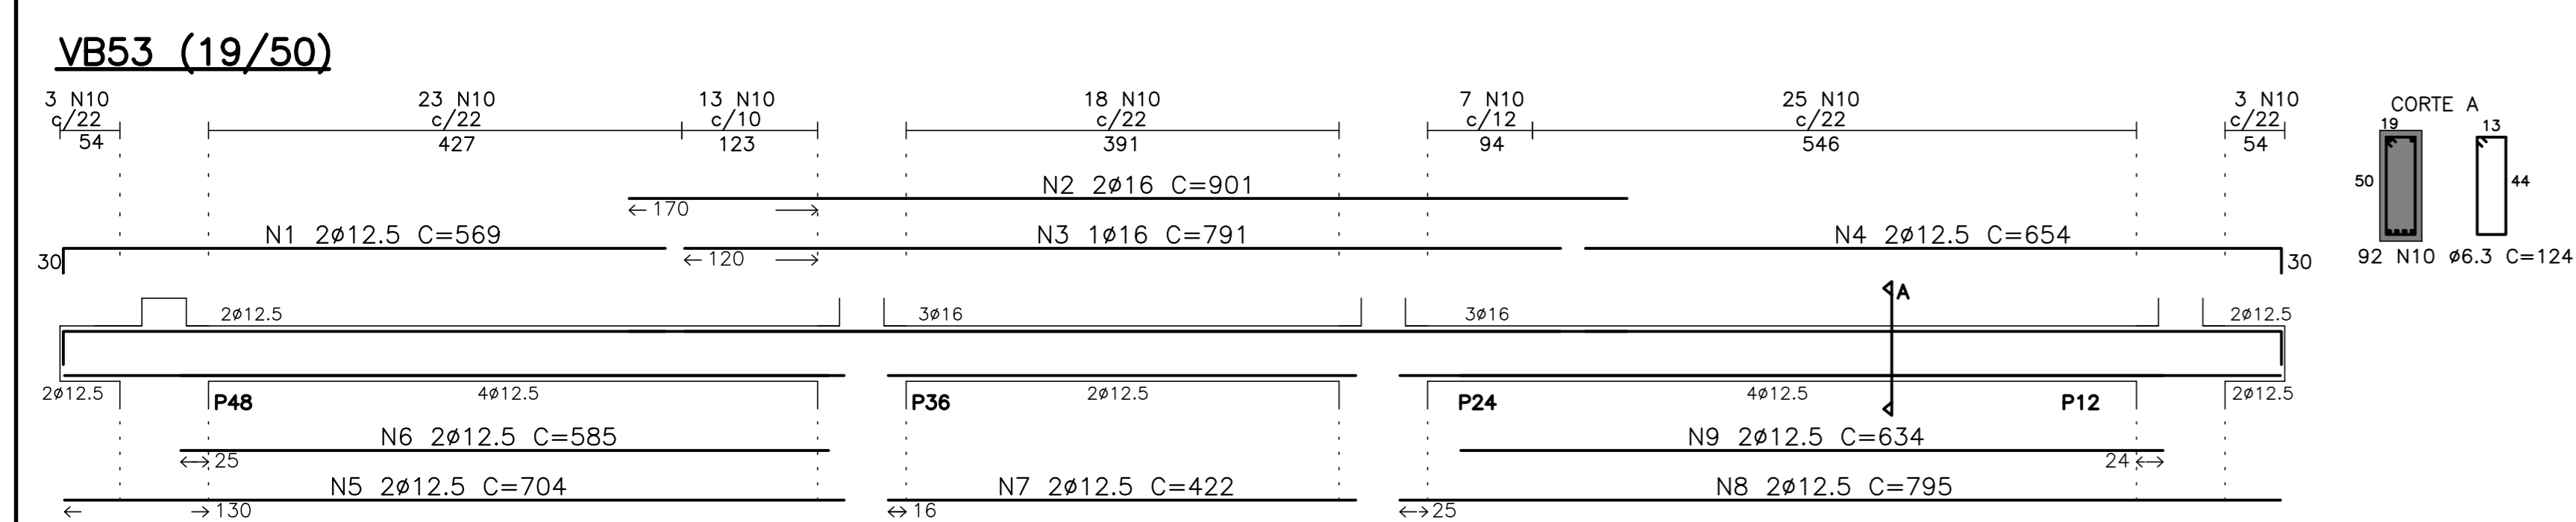 VB53 (19/50)
3 N10 23 N10 13 N10 18 N10 7 N10 25 N10 3 N10
c/22 c/22 c/10 c/22 c/12 c/22 c/22
54 427 123 391 94 546 54
CORTE A
19 13
50 44
92 N10 ø6.3 C=124
N2 2ø16 C=901
170
N1 2ø12.5 C=569 N3 1ø16 C=791 N4 2ø12.5 C=654
30 120 30
A
2ø12.5 3ø16 3ø16 2ø12.5
2ø12.5 4ø12.5 2ø12.5 4ø12.5 2ø12.5
P48 P36 P24 P12
N6 2ø12.5 C=585 N9 2ø12.5 C=634
25 24
N5 2ø12.5 C=704 N7 2ø12.5 C=422 N8 2ø12.5 C=795
130 16 25